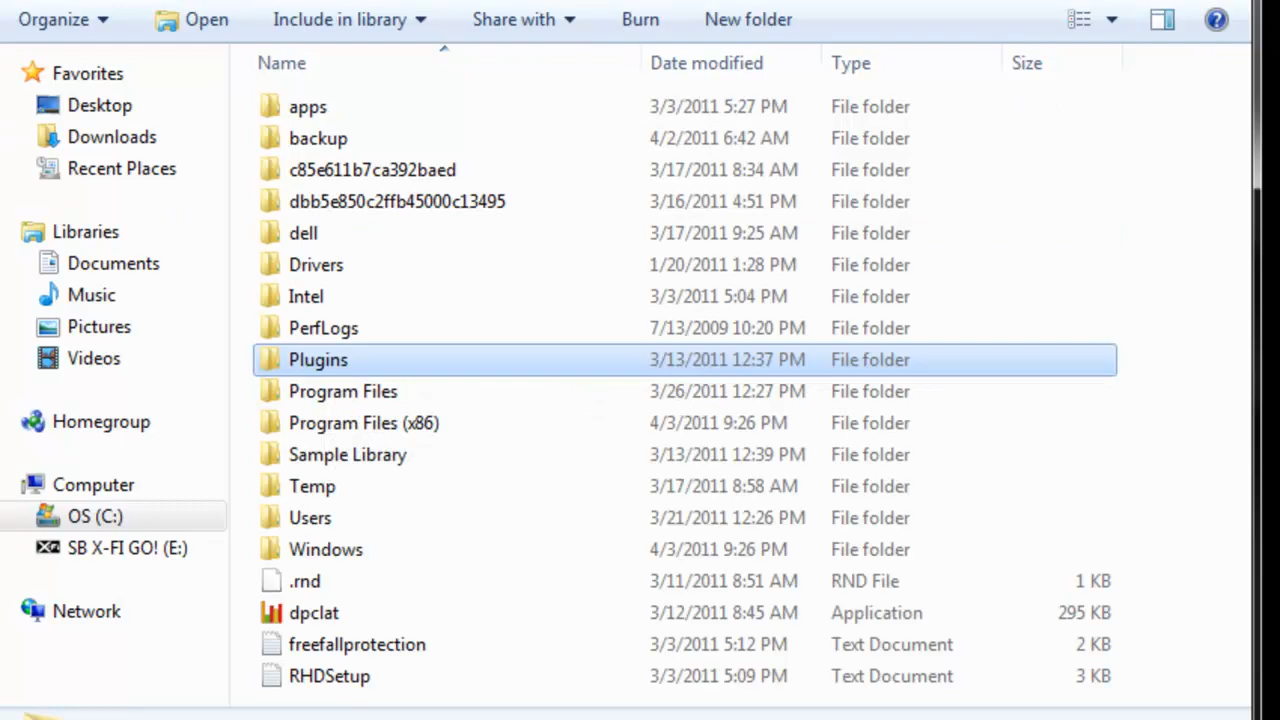 Organize Open Include in library Share with Burn New folder
Name Date modified Type Size
Favorites
Desktop
Downloads
Recent Places
Libraries
Documents
Music
Pictures
Videos
Homegroup
Computer
OS (C:)
SB X-FI GO! (E:)
Network
apps 3/3/2011 5:27 PM File folder
backup 4/2/2011 6:42 AM File folder
c85e611b7ca392baed 3/17/2011 8:34 AM File folder
dbb5e850c2ffb45000c13495 3/16/2011 4:51 PM File folder
dell 3/17/2011 9:25 AM File folder
Drivers 1/20/2011 1:28 PM File folder
Intel 3/3/2011 5:04 PM File folder
PerfLogs 7/13/2009 10:20 PM File folder
Plugins 3/13/2011 12:37 PM File folder
Program Files 3/26/2011 12:27 PM File folder
Program Files (x86) 4/3/2011 9:26 PM File folder
Sample Library 3/13/2011 12:39 PM File folder
Temp 3/17/2011 8:58 AM File folder
Users 3/21/2011 12:26 PM File folder
Windows 4/3/2011 9:26 PM File folder
.rnd 3/11/2011 8:51 AM RND File 1 KB
dpclat 3/12/2011 8:45 AM Application 295 KB
freefallprotection 3/3/2011 5:12 PM Text Document 2 KB
RHDSetup 3/3/2011 5:09 PM Text Document 3 KB